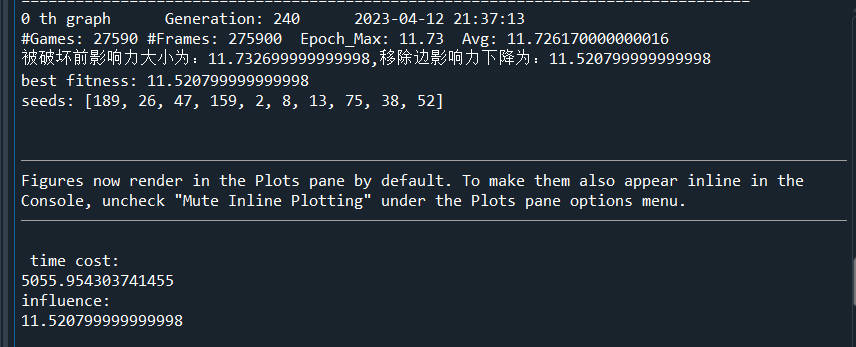 0 th graph      Generation: 240      2023-04-12 21:37:13
#Games: 27590 #Frames: 275900  Epoch_Max: 11.73  Avg: 11.726170000000016
被破坏前影响力大小为：11.732699999999999,移除边影响力下降为：11.520799999999998
best fitness: 11.520799999999998
seeds: [189, 26, 47, 159, 2, 8, 13, 75, 38, 52]
Figures now render in the Plots pane by default. To make them also appear inline in the
Console, uncheck "Mute Inline Plotting" under the Plots pane options menu.
time cost:
5055.954303741455
influence:
11.520799999999998